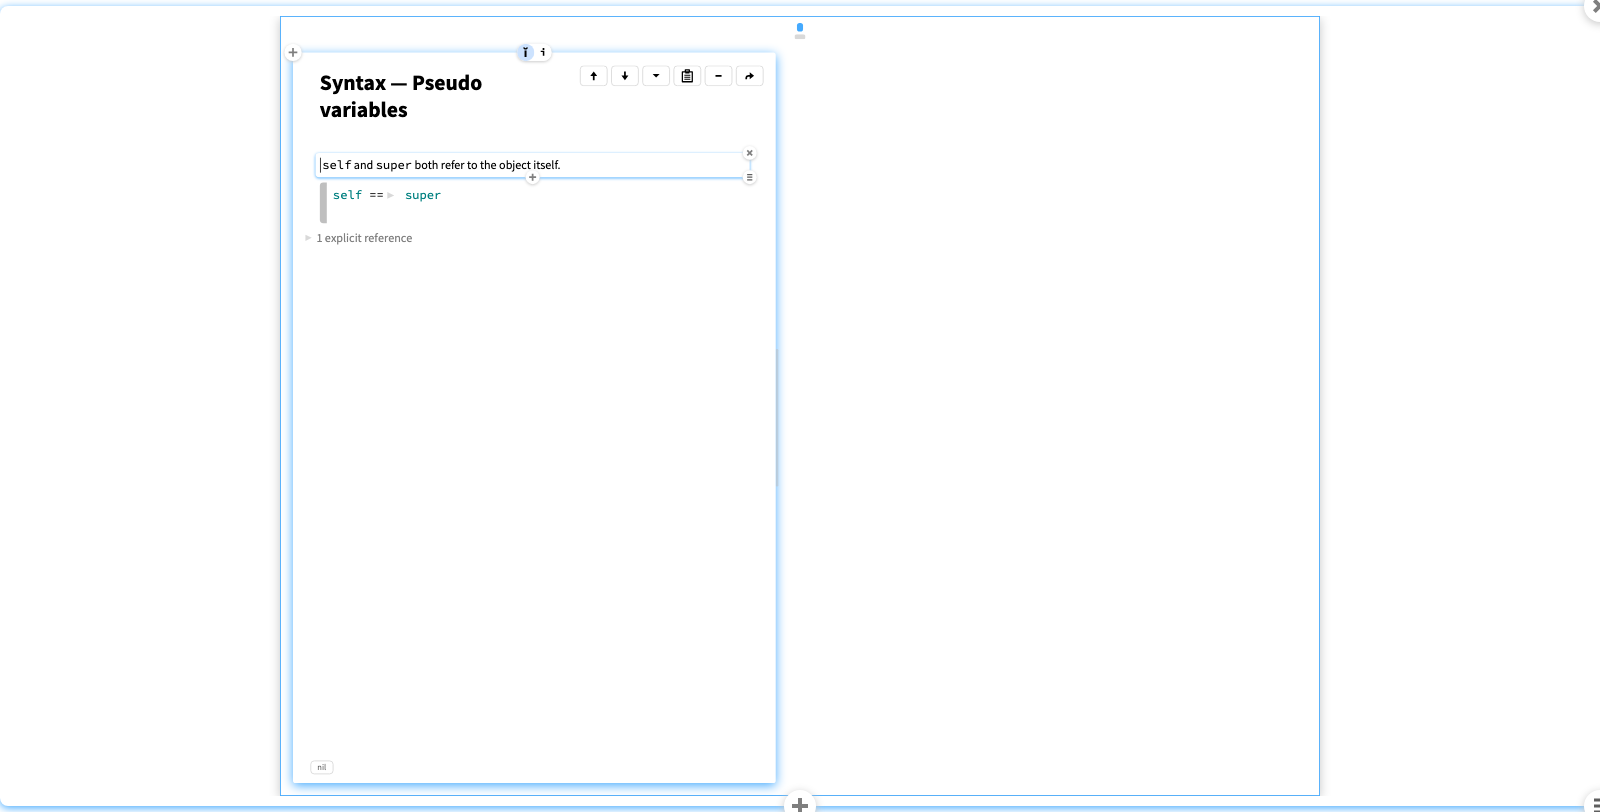 Syntax — Pseudo
variables
self and super both refer to the object itself.
self == super
1 explicit reference
nil